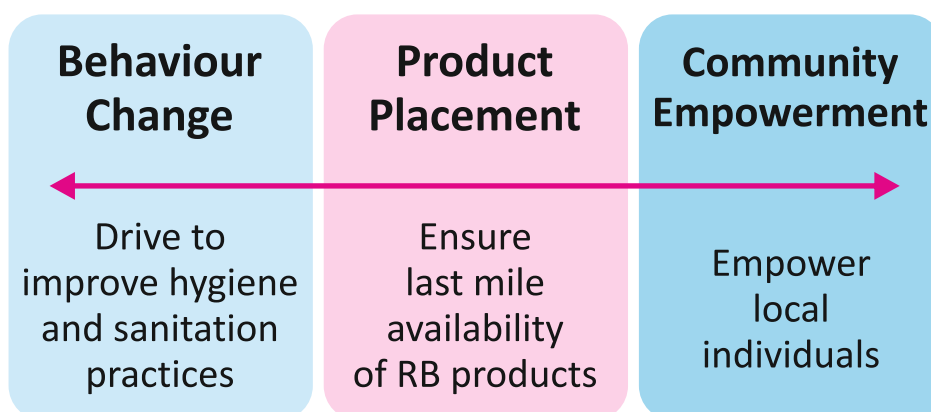 Behaviour
Change
Drive to
improve hygiene
and sanitation
practices
Product
Placement
Ensure
last mile
availability
of RB products
Community
Empowerment
Empower
local
individuals